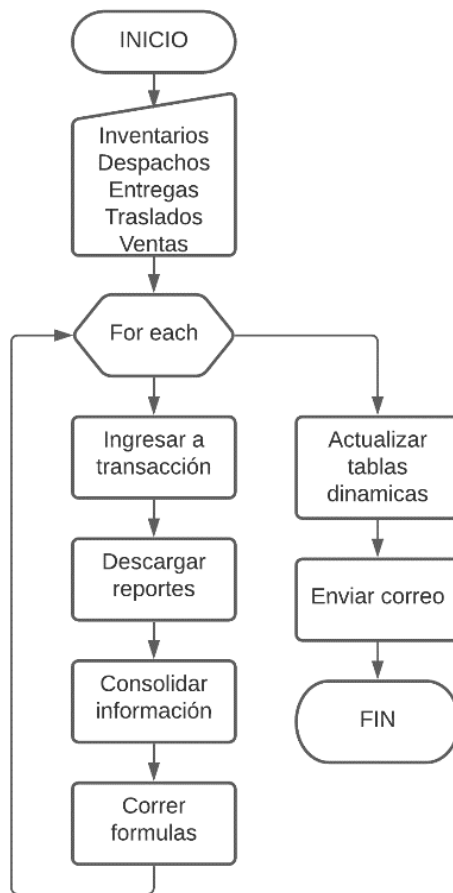 INICIO
Inventarios
Despachos
Entregas
Traslados
Ventas
For each
Ingresar a
transacción
Descargar
reportes
Consolidar
información
Correr
formulas
Actualizar
tablas
dinamicas
Enviar correo
FIN